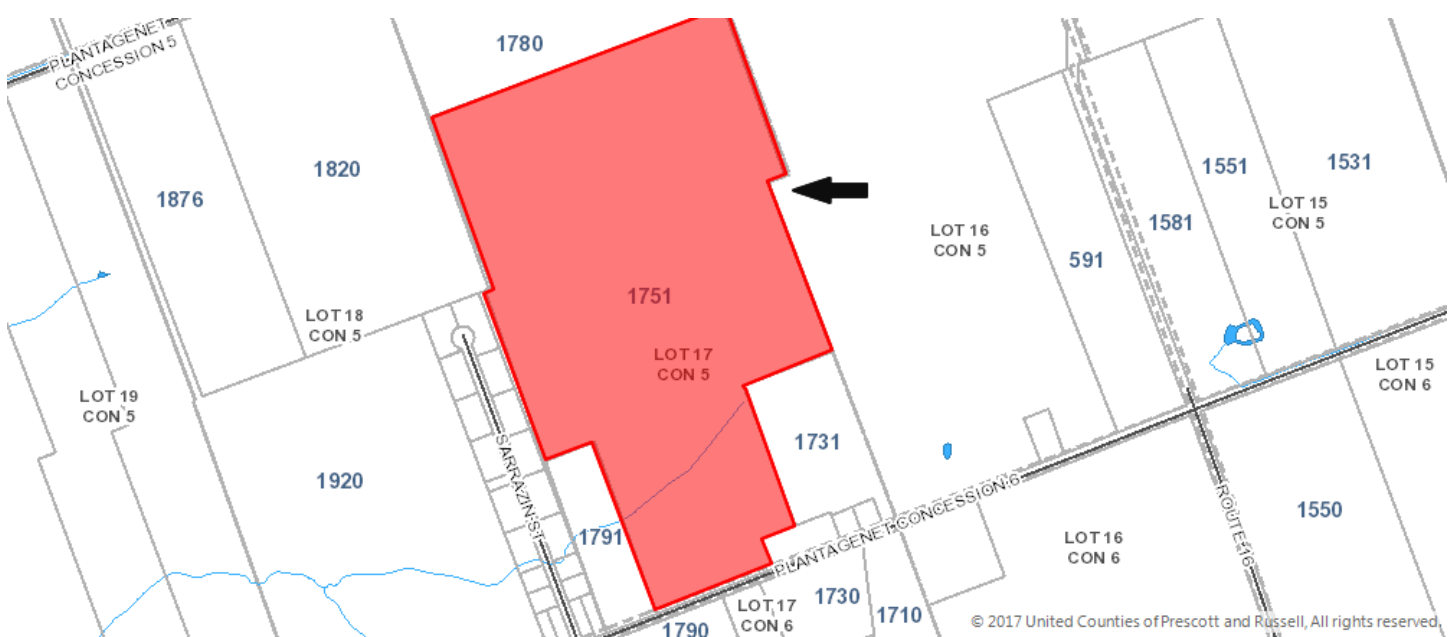 PLANTAGENET
CONCESSION 5
1780
1820
1876
1551
1531
LOT 15
CON 5
1581
LOT 16
CON 5
591
1751
LOT 18
CON 5
LOT 17
CON 5
LOT 15
CON 6
LOT 19
CON 5
1731
1920
SARRAZIN ST
PLANTAGENET CONCESSION 6
ROUTE 16
1550
1791
LOT 16
CON 6
1730
LOT 17
CON 6
1710
1790
© 2017 United Counties of Prescott and Russell, All rights reserved.